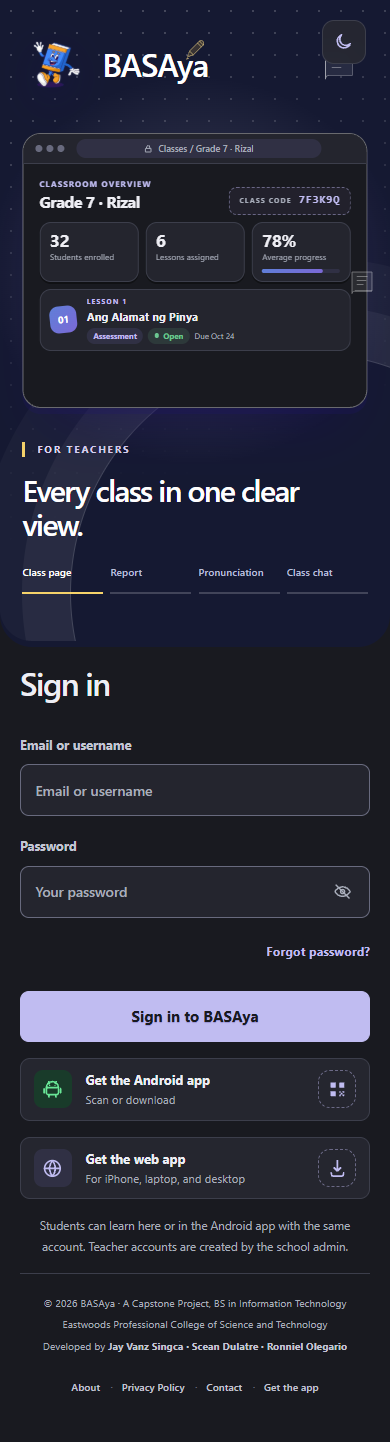 BASAya
Classes / Grade 7 · Rizal
CLASSROOM OVERVIEW
Grade 7 · Rizal
CLASS CODE 7F3K9Q
32
Students enrolled
6
Lessons assigned
78%
Average progress
01
LESSON 1
Ang Alamat ng Pinya
Assessment
Open
Due Oct 24
FOR TEACHERS
Every class in one clear
view.
Class page
Report
Pronunciation
Class chat
Sign in
Email or username
Email or username
Password
Your password
Forgot password?
Sign in to BASAya
Get the Android app
Scan or download
Get the web app
For iPhone, laptop, and desktop
Students can learn here or in the Android app with the same
account. Teacher accounts are created by the school admin.
© 2026 BASAya · A Capstone Project, BS in Information Technology
Eastwoods Professional College of Science and Technology
Developed by Jay Vanz Singca · Scean Dulatre · Ronniel Olegario
About · Privacy Policy · Contact · Get the app